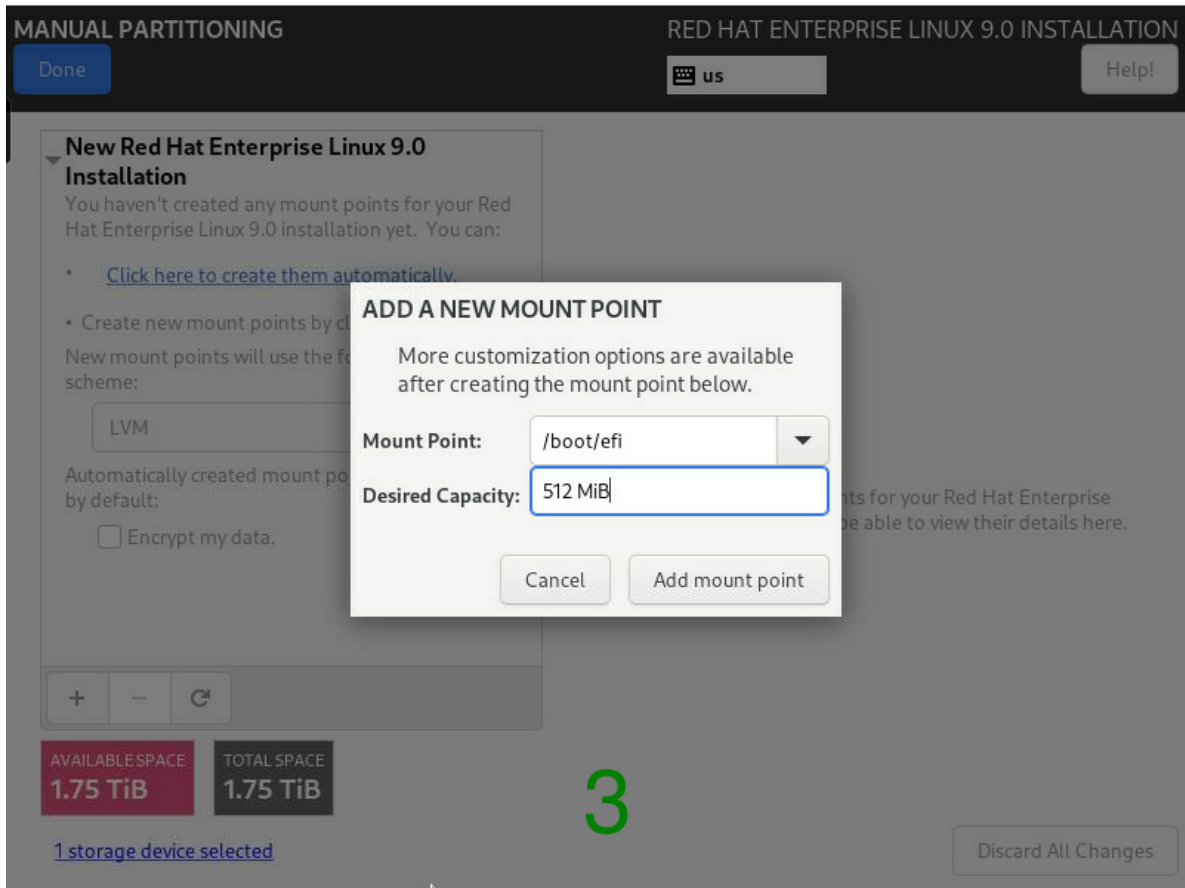 MANUAL PARTITIONING
RED HAT ENTERPRISE LINUX 9.0 INSTALLATION
Done
us
Help!
New Red Hat Enterprise Linux 9.0
Installation
You haven't created any mount points for your Red
Hat Enterprise Linux 9.0 installation yet. You can:
• Click here to create them automatically.
• Create new mount points by cl
New mount points will use the fo
scheme:
LVM
Automatically created mount po
by default:
Encrypt my data.
ADD A NEW MOUNT POINT
More customization options are available
after creating the mount point below.
Mount Point: /boot/efi
Desired Capacity: 512 MiB
Cancel Add mount point
nts for your Red Hat Enterprise
be able to view their details here.
+ −
AVAILABLE SPACE
1.75 TiB
TOTAL SPACE
1.75 TiB
3
1 storage device selected
Discard All Changes